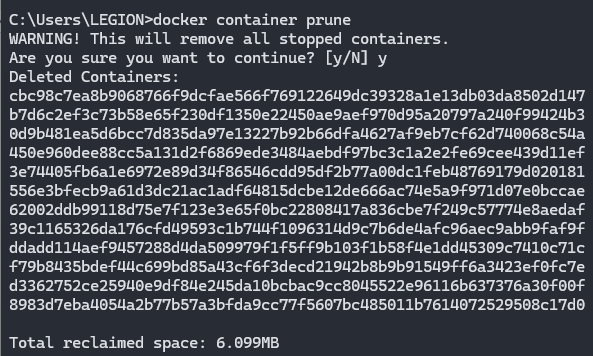 C:\Users\LEGION>docker container prune
WARNING! This will remove all stopped containers.
Are you sure you want to continue? [y/N] y
Deleted Containers:
cbc98c7ea8b9068766f9dcfae566f769122649dc39328a1e13db03da8502d147
b7d6c2ef3c73b58e65f230df1350e22450ae9aef970d95a20797a240f99424b3
0d9b481ea5d6bcc7d835da97e13227b92b66dfa4627af9eb7cf62d740068c54a
450e960dee88cc5a131d2f6869ede3484aebdf97bc3c1a2e2fe69cee439d11ef
3e74405fb6a1e6972e89d34f86546cdd95df2b77a00dc1feb48769179d020181
556e3bfecb9a61d3dc21ac1adf64815dcbe12de666ac74e5a9f971d07e0bccae
62002ddb99118d75e7f123e3e65f0bc22808417a836cbe7f249c57774e8aedaf
39c1165326da176cfd49593c1b744f1096314d9c7b6de4afc96aec9abb9faf9f
ddadd114aef9457288d4da509979f1f5ff9b103f1b58f4e1dd45309c7410c71c
f79b8435bdef44c699bd85a43cf6f3decd21942b8b9b91549ff6a3423ef0fc7e
d3362752ce25940e9df84e245da10bcbac9cc8045522e96116b637376a30f00f
8983d7eba4054a2b77b57a3bfda9cc77f5607bc485011b7614072529508c17d0
Total reclaimed space: 6.099MB